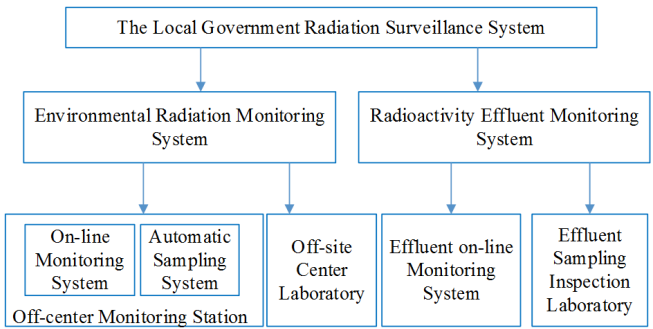 The Local Government Radiation Surveillance System
Environmental Radiation Monitoring
System
Radioactivity Effluent Monitoring
System
On-line
Monitoring
System
Automatic
Sampling
System
Off-center Monitoring Station
Off-site
Center
Laboratory
Effluent on-line
Monitoring
System
Effluent
Sampling
Inspection
Laboratory